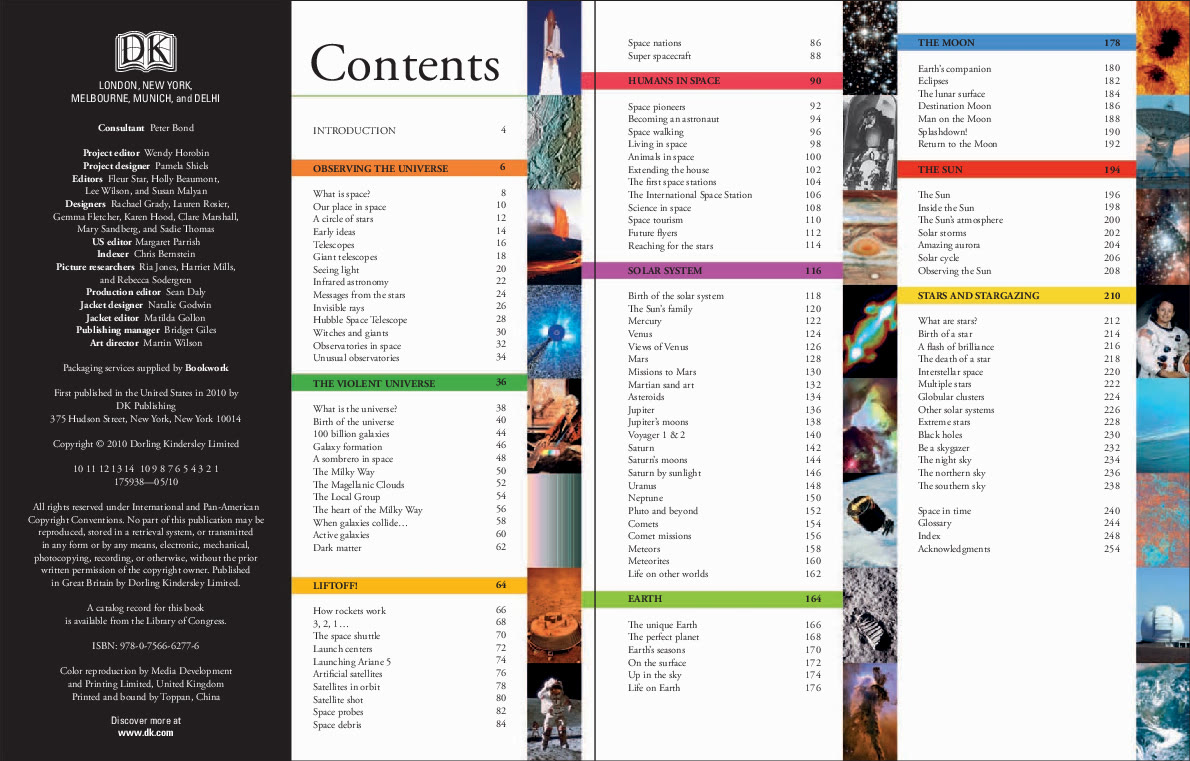 DK
LONDON, NEW YORK,
MELBOURNE, MUNICH, and DELHI
Consultant Peter Bond
Project editor Wendy Horobin
Project designer Pamela Shiels
Editors Fleur Star, Holly Beaumont,
Lee Wilson, and Susan Malyan
Designers Rachael Grady, Lauren Rosier,
Gemma Fletcher, Karen Hood, Clare Marshall,
Mary Sandberg, and Sadie Thomas
US editor Margaret Parrish
Indexer Chris Bernstein
Picture researchers Ria Jones, Harriet Mills,
and Rebecca Sodergren
Production editor Sean Daly
Jacket designer Natalie Godwin
Jacket editor Matilda Gollon
Publishing manager Bridget Giles
Art director Martin Wilson
Packaging services supplied by Bookwork
First published in the United States in 2010 by
DK Publishing
375 Hudson Street, New York, New York 10014
Copyright © 2010 Dorling Kindersley Limited
10 11 12 13 14 10 9 8 7 6 5 4 3 2 1
175938—05/10
All rights reserved under International and Pan-American
Copyright Conventions. No part of this publication may be
reproduced, stored in a retrieval system, or transmitted
in any form or by any means, electronic, mechanical,
photocopying, recording, or otherwise, without the prior
written permission of the copyright owner. Published
in Great Britain by Dorling Kindersley Limited.
A catalog record for this book
is available from the Library of Congress.
ISBN: 978-0-7566-6277-6
Color reproduction by Media Development
and Printing Limited, United Kingdom
Printed and bound by Toppan, China
Discover more at
www.dk.com
Contents
INTRODUCTION 4
OBSERVING THE UNIVERSE 6
What is space? 8
Our place in space 10
A circle of stars 12
Early ideas 14
Telescopes 16
Giant telescopes 18
Seeing light 20
Infrared astronomy 22
Messages from the stars 24
Invisible rays 26
Hubble Space Telescope 28
Witches and giants 30
Observatories in space 32
Unusual observatories 34
THE VIOLENT UNIVERSE 36
What is the universe? 38
Birth of the universe 40
100 billion galaxies 44
Galaxy formation 46
A sombrero in space 48
The Milky Way 50
The Magellanic Clouds 52
The Local Group 54
The heart of the Milky Way 56
When galaxies collide… 58
Active galaxies 60
Dark matter 62
LIFTOFF! 64
How rockets work 66
3, 2, 1… 68
The space shuttle 70
Launch centers 72
Launching Ariane 5 74
Artificial satellites 76
Satellites in orbit 78
Satellite shot 80
Space probes 82
Space debris 84
Space nations 86
Super spacecraft 88
HUMANS IN SPACE 90
Space pioneers 92
Becoming an astronaut 94
Space walking 96
Living in space 98
Animals in space 100
Extending the house 102
The first space stations 104
The International Space Station 106
Science in space 108
Space tourism 110
Future flyers 112
Reaching for the stars 114
SOLAR SYSTEM 116
Birth of the solar system 118
The Sun's family 120
Mercury 122
Venus 124
Views of Venus 126
Mars 128
Missions to Mars 130
Martian sand art 132
Asteroids 134
Jupiter 136
Jupiter's moons 138
Voyager 1 & 2 140
Saturn 142
Saturn's moons 144
Saturn by sunlight 146
Uranus 148
Neptune 150
Pluto and beyond 152
Comets 154
Comet missions 156
Meteors 158
Meteorites 160
Life on other worlds 162
EARTH 164
The unique Earth 166
The perfect planet 168
Earth's seasons 170
On the surface 172
Up in the sky 174
Life on Earth 176
THE MOON 178
Earth's companion 180
Eclipses 182
The lunar surface 184
Destination Moon 186
Man on the Moon 188
Splashdown! 190
Return to the Moon 192
THE SUN 194
The Sun 196
Inside the Sun 198
The Sun's atmosphere 200
Solar storms 202
Amazing aurora 204
Solar cycle 206
Observing the Sun 208
STARS AND STARGAZING 210
What are stars? 212
Birth of a star 214
A flash of brilliance 216
The death of a star 218
Interstellar space 220
Multiple stars 222
Globular clusters 224
Other solar systems 226
Extreme stars 228
Black holes 230
Be a skygazer 232
The night sky 234
The northern sky 236
The southern sky 238
Space in time 240
Glossary 244
Index 248
Acknowledgments 254